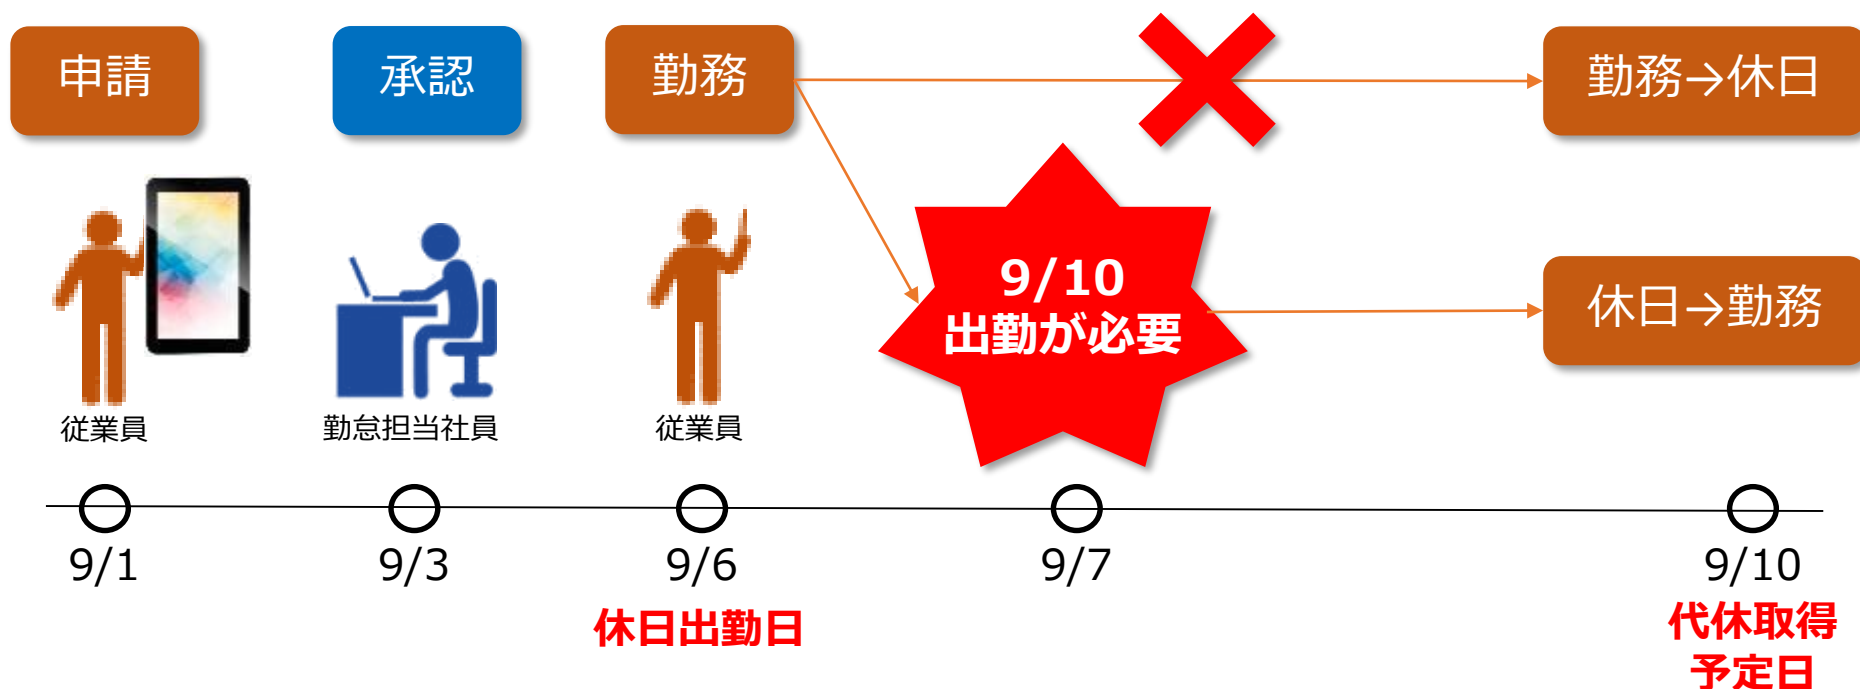 申請
承認
勤務
勤務→休日
9/10
出勤が必要
休日→勤務
従業員
勤怠担当社員
従業員
9/1
9/3
9/6
9/7
9/10
休日出勤日
代休取得
予定日